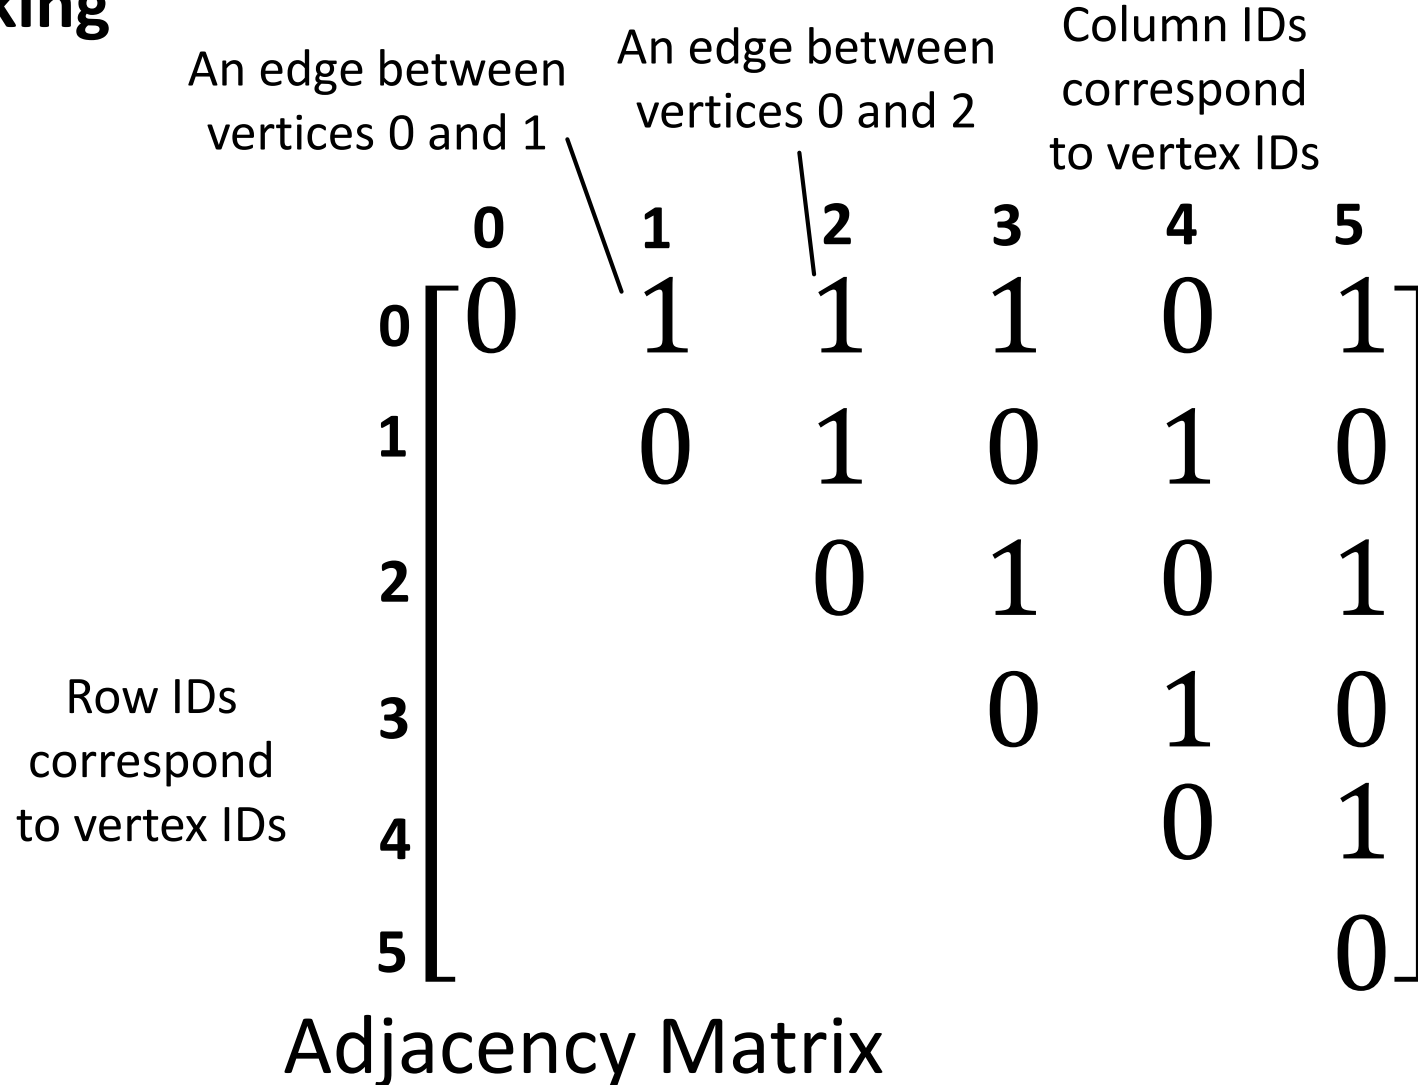 An edge between
vertices 0 and 1
An edge between
vertices 0 and 2
Column IDs
correspond
to vertex IDs
0 1 2 3 4 5
0 0 1 1 1 0 1
1 0 1 0 1 0
2 0 1 0 1
3 0 1 0
4 0 1
5 0
Row IDs
correspond
to vertex IDs
Adjacency Matrix